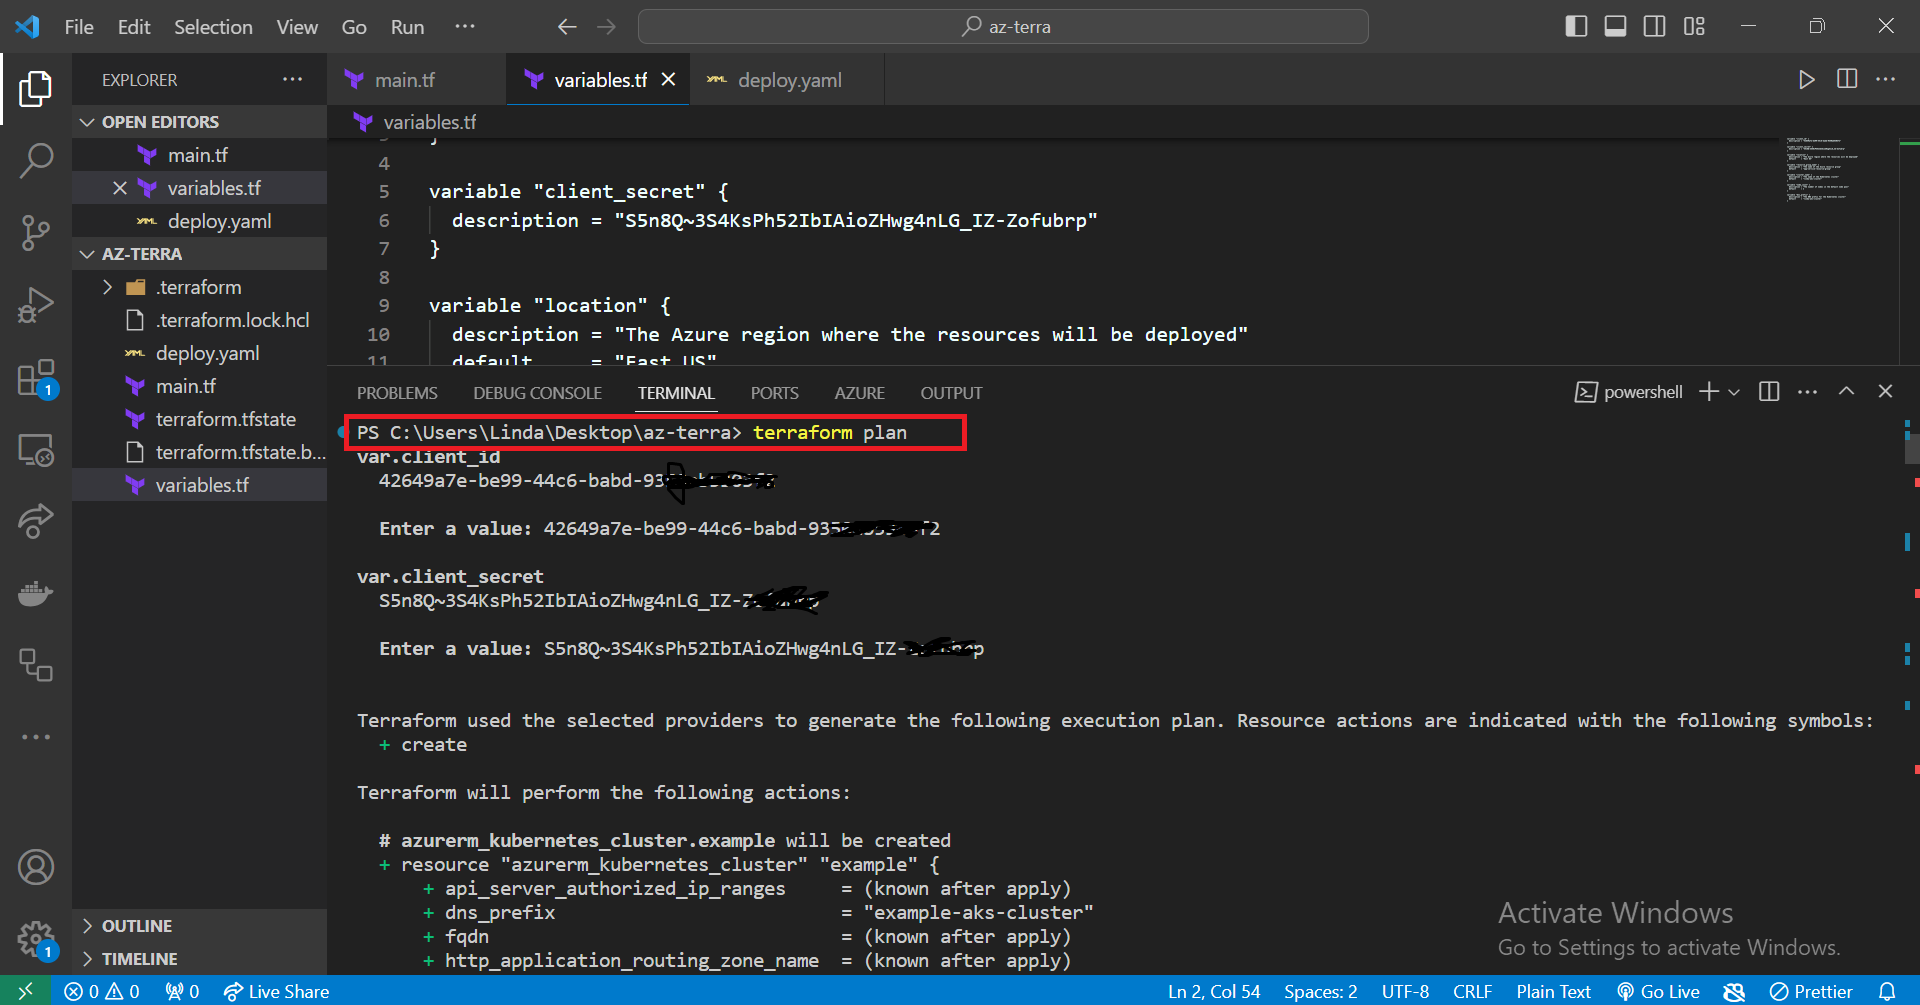 File Edit Selection View Go Run ··· az-terra
EXPLORER
OPEN EDITORS
main.tf
variables.tf
deploy.yaml
AZ-TERRA
.terraform
.terraform.lock.hcl
deploy.yaml
main.tf
terraform.tfstate
terraform.tfstate.b...
variables.tf
OUTLINE
TIMELINE
1
1
main.tf variables.tf deploy.yaml
variables.tf
4
5 variable "client_secret" {
6 description = "S5n8Q~3S4KsPh52IbIAioZHwg4nLG_IZ-Zofubrp"
7 }
8
9 variable "location" {
10 description = "The Azure region where the resources will be deployed"
11 default = "East US"
PROBLEMS DEBUG CONSOLE TERMINAL PORTS AZURE OUTPUT powershell
PS C:\Users\Linda\Desktop\az-terra> terraform plan
var.client_id
42649a7e-be99-44c6-babd-93
Enter a value: 42649a7e-be99-44c6-babd-935
var.client_secret
S5n8Q~3S4KsPh52IbIAioZHwg4nLG_IZ-
Enter a value: S5n8Q~3S4KsPh52IbIAioZHwg4nLG_IZ-
Terraform used the selected providers to generate the following execution plan. Resource actions are indicated with the following symbols:
+ create
Terraform will perform the following actions:
# azurerm_kubernetes_cluster.example will be created
+ resource "azurerm_kubernetes_cluster" "example" {
+ api_server_authorized_ip_ranges = (known after apply)
+ dns_prefix = "example-aks-cluster"
+ fqdn = (known after apply)
+ http_application_routing_zone_name = (known after apply)
Activate Windows
Go to Settings to activate Windows.
0 0 0 Live Share Ln 2, Col 54 Spaces: 2 UTF-8 CRLF Plain Text Go Live Prettier